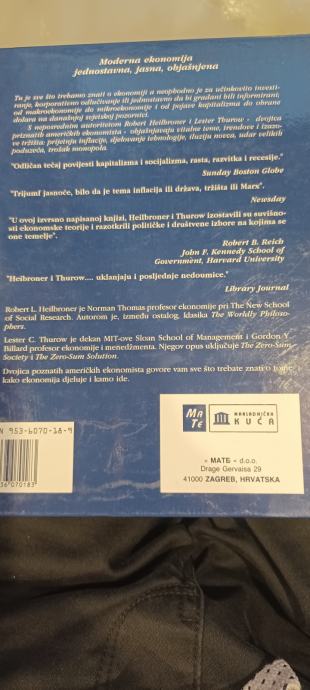 Moderna ekonomija
jednostavna, jasna, objašnjena
Tu je sve što trebamo znati o ekonomiji a neophodno je za učinkovito investi-
ranje, korporativno odlučivanje ili jednostavno da bi građani bili informirani,
od makroekonomije do mikroekonomije i od pojave kapitalizma do obrane
dolara na današnjoj svjetskoj pozornici.
S neposrednim autoritetom Robert Heilbroner i Lester Thurow - dvojica
priznatih američkih ekonomista - objašnjavaju vitalne teme, trendove i izazo-
ve tržišta: prijetnju inflacije, djelovanje tehnologije, iluziju novca, udar velikih
poduzeća, trošak monopola.
"Odličan tečaj povijesti kapitalizma i socijalizma, rasta, razvitka i recesije."
Sunday Boston Globe
"Trijumf jasnoće, bilo da je tema inflacija ili država, tržišta ili Marx".
Newsday
"U ovoj izvrsno napisanoj knjizi, Heilbroner i Thurow izostavili su suvišno-
sti ekonomske teorije i razotkrili političke i društvene izbore na kojima se
one temelje".
Robert B. Reich
John F. Kennedy School of
Government, Harvard University
"Heilbroner i Thurow.... uklanjaju i posljednje nedoumice."
Library Journal
Robert L. Heilbroner je Norman Thomas profesor ekonomije pri The New School
of Social Research. Autorom je, između ostalog, klasika The Worldly Philoso-
phers.
Lester C. Thurow je dekan MIT-ove Sloan School of Management i Gordon Y.
Billard profesor ekonomije i menedžmenta. Njegov opus uključuje The Zero-Sum
Society i The Zero-Sum Solution.
Dvojica poznatih američkih ekonomista govore vam sve što trebate znati o tome
kako ekonomija djeluje i kamo ide.
N 953-6070-18-9
36070183
MA
TE
NAKLADNIČKA
KUĆA
» MATE « d.o.o.
Drage Gervaisa 29
41000 ZAGREB, HRVATSKA